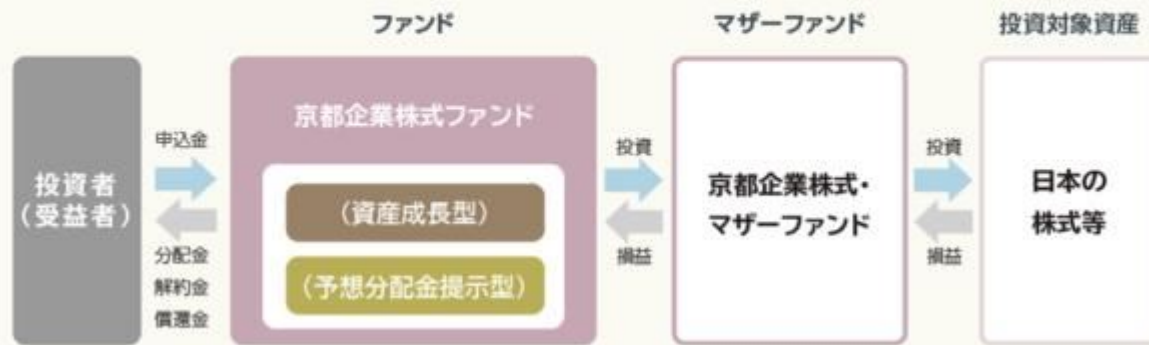 ファンド
マザーファンド
投資対象資産
投資者
(受益者)
申込金
分配金
解約金
償還金
京都企業株式ファンド
(資産成長型)
(予想分配金提示型)
投資
損益
京都企業株式・
マザーファンド
投資
損益
日本の
株式等